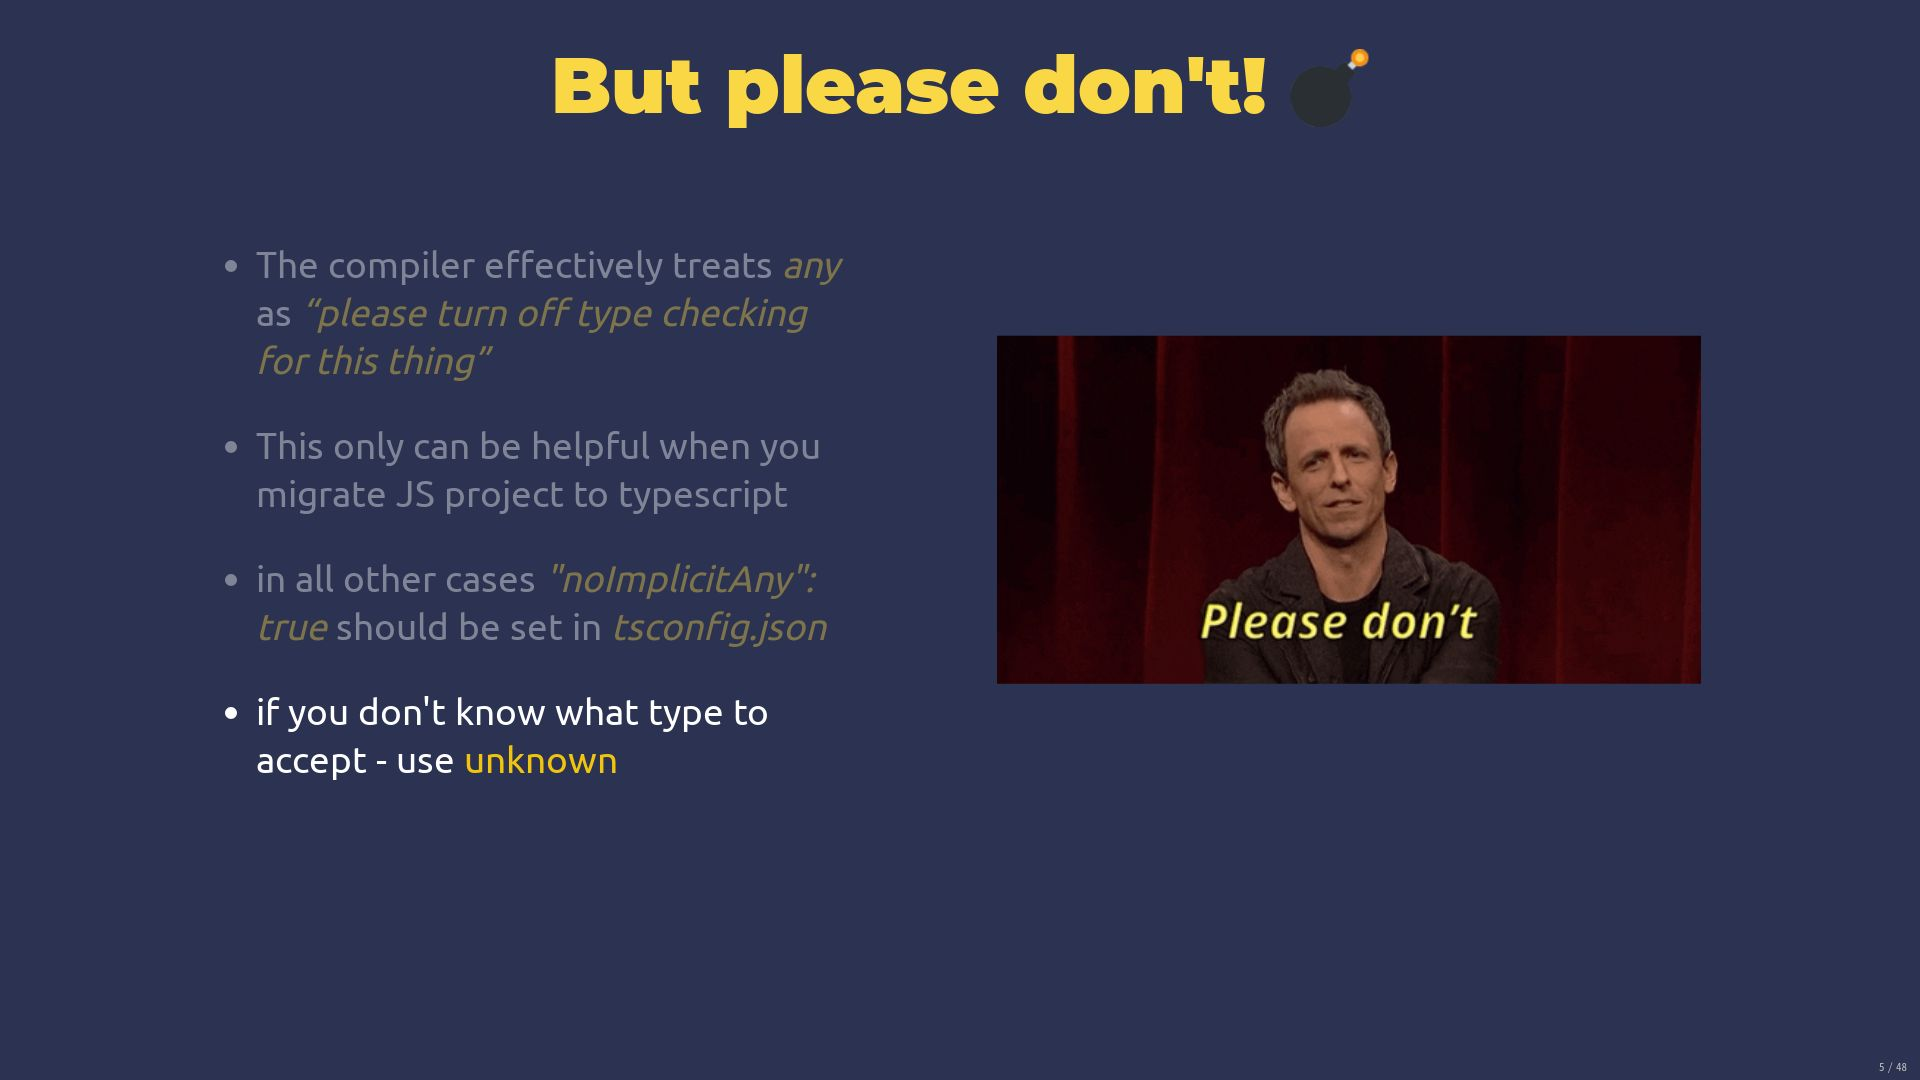 But please don't! 💣
• The compiler effectively treats any
as “please turn off type checking
for this thing”
• This only can be helpful when you
migrate JS project to typescript
• in all other cases "noImplicitAny":
true should be set in tsconfig.json
• if you don't know what type to
accept - use unknown
Please don’t
5 / 48